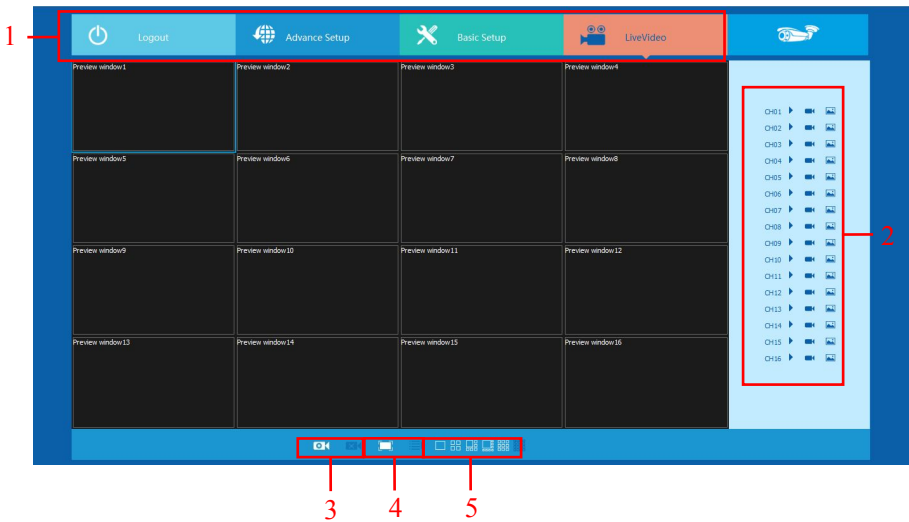 1
Logout Advance Setup Basic Setup LiveVideo
Preview window1 Preview window2 Preview window3 Preview window4
Preview window5 Preview window6 Preview window7 Preview window8
Preview window9 Preview window10 Preview window11 Preview window12
Preview window13 Preview window14 Preview window15 Preview window16
CH01
CH02
CH03
CH04
CH05
CH06
CH07
CH08
CH09
CH10
CH11
CH12
CH13
CH14
CH15
CH16
2
3 4 5